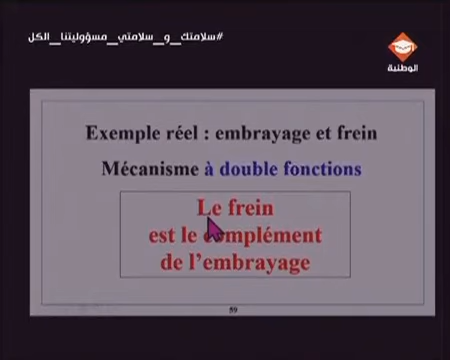 #سلامتك_و_سلامتي_مسؤوليتنا_الكل
الوطنية
Exemple réel : embrayage et frein
Mécanisme à double fonctions
Le frein
est le complément
de l’embrayage
59